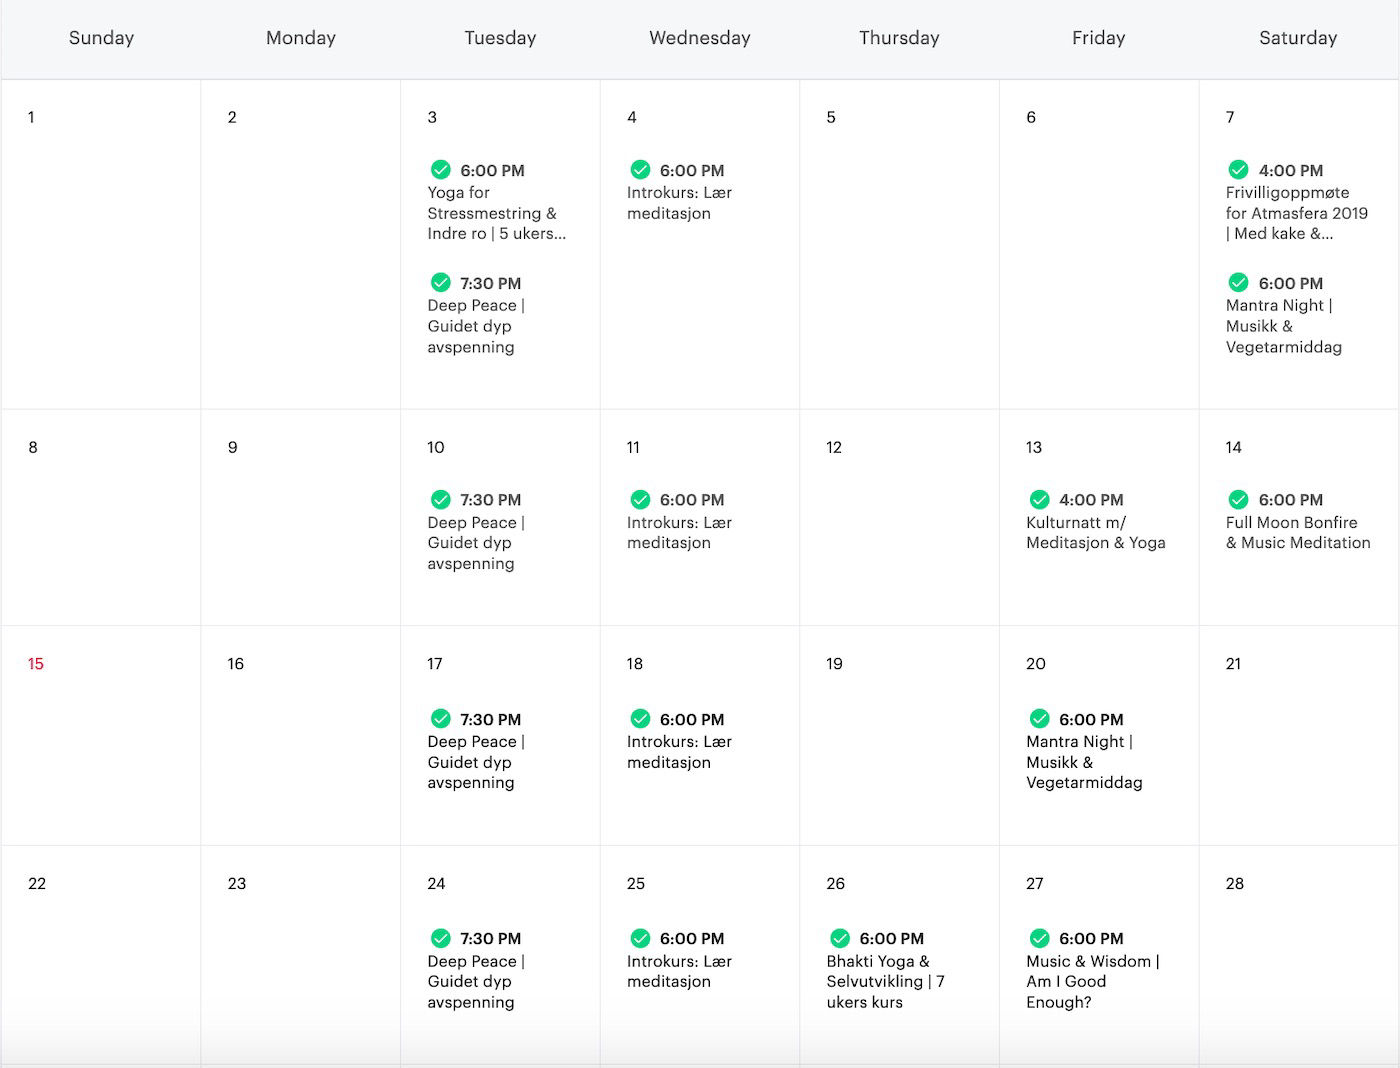 Sunday Monday Tuesday Wednesday Thursday Friday Saturday
1
2
3
6:00 PM
Yoga for
Stressmestring &
Indre ro | 5 ukers...
7:30 PM
Deep Peace |
Guidet dyp
avspenning
4
6:00 PM
Introkurs: Lær
meditasjon
5
6
7
4:00 PM
Frivilligoppmøte
for Atmasfera 2019
| Med kake &...
6:00 PM
Mantra Night |
Musikk &
Vegetarmiddag
8
9
10
7:30 PM
Deep Peace |
Guidet dyp
avspenning
11
6:00 PM
Introkurs: Lær
meditasjon
12
13
4:00 PM
Kulturnatt m/
Meditasjon & Yoga
14
6:00 PM
Full Moon Bonfire
& Music Meditation
15
16
17
7:30 PM
Deep Peace |
Guidet dyp
avspenning
18
6:00 PM
Introkurs: Lær
meditasjon
19
20
6:00 PM
Mantra Night |
Musikk &
Vegetarmiddag
21
22
23
24
7:30 PM
Deep Peace |
Guidet dyp
avspenning
25
6:00 PM
Introkurs: Lær
meditasjon
26
6:00 PM
Bhakti Yoga &
Selvutvikling | 7
ukers kurs
27
6:00 PM
Music & Wisdom |
Am I Good
Enough?
28